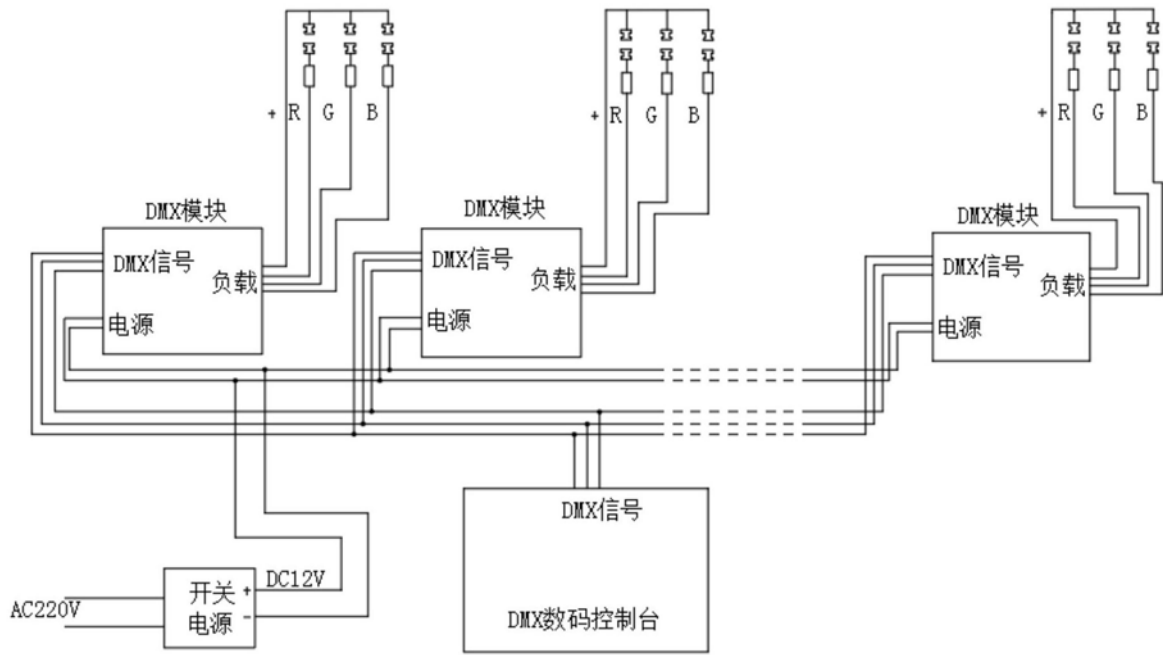 + R G B
+ R G B
+ R G B
DMX模块
DMX模块
DMX模块
DMX信号
负载
电源
DMX信号
负载
电源
DMX信号
负载
电源
DMX信号
DMX数码控制台
AC220V
开关
电源
+
-
DC12V